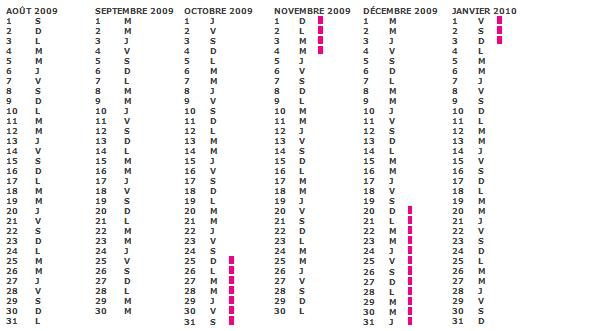 AOÛT 2009
1 S
2 D
3 L
4 M
5 M
6 J
7 V
8 S
9 D
10 L
11 M
12 M
13 J
14 V
15 S
16 D
17 L
18 M
19 M
20 J
21 V
22 S
23 D
24 L
25 M
26 M
27 J
28 V
29 S
30 D
31 L
SEPTEMBRE 2009
1 M
2 M
3 J
4 V
5 S
6 D
7 L
8 M
9 M
10 J
11 V
12 S
13 D
14 L
15 M
16 M
17 J
18 V
19 S
20 D
21 L
22 M
23 M
24 J
25 V
26 S
27 D
28 L
29 M
30 M
OCTOBRE 2009
1 J
2 V
3 S
4 D
5 L
6 M
7 M
8 J
9 V
10 S
11 D
12 L
13 M
14 M
15 J
16 V
17 S
18 D
19 L
20 M
21 M
22 J
23 V
24 S
25 D
26 L
27 M
28 M
29 J
30 V
31 S
NOVEMBRE 2009
1 D
2 L
3 M
4 M
5 J
6 V
7 S
8 D
9 L
10 M
11 M
12 J
13 V
14 S
15 D
16 L
17 M
18 M
19 J
20 V
21 S
22 D
23 L
24 M
25 M
26 J
27 V
28 S
29 D
30 L
DÉCEMBRE 2009
1 M
2 M
3 J
4 V
5 S
6 D
7 L
8 M
9 M
10 J
11 V
12 S
13 D
14 L
15 M
16 M
17 J
18 V
19 S
20 D
21 L
22 M
23 M
24 J
25 V
26 S
27 D
28 L
29 M
30 M
31 J
JANVIER 2010
1 V
2 S
3 D
4 L
5 M
6 M
7 J
8 V
9 S
10 D
11 L
12 M
13 M
14 J
15 V
16 S
17 D
18 L
19 M
20 M
21 J
22 V
23 S
24 D
25 L
26 M
27 M
28 J
29 V
30 S
31 D